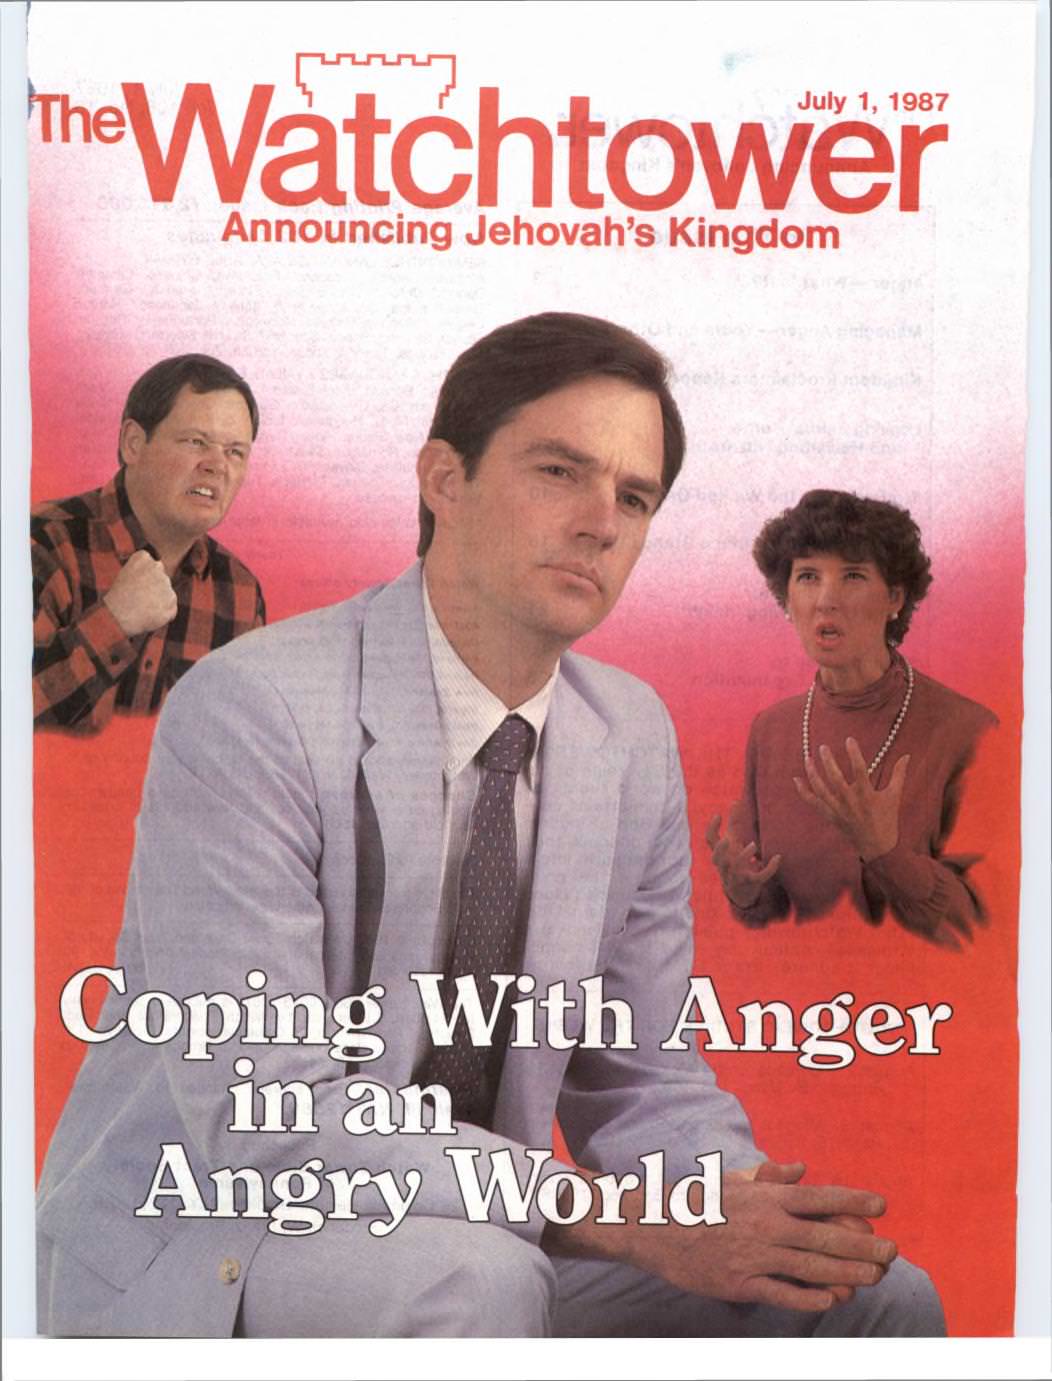 The Watchtower
July 1, 1987
Announcing Jehovah's Kingdom
Coping With Anger
in an
Angry World